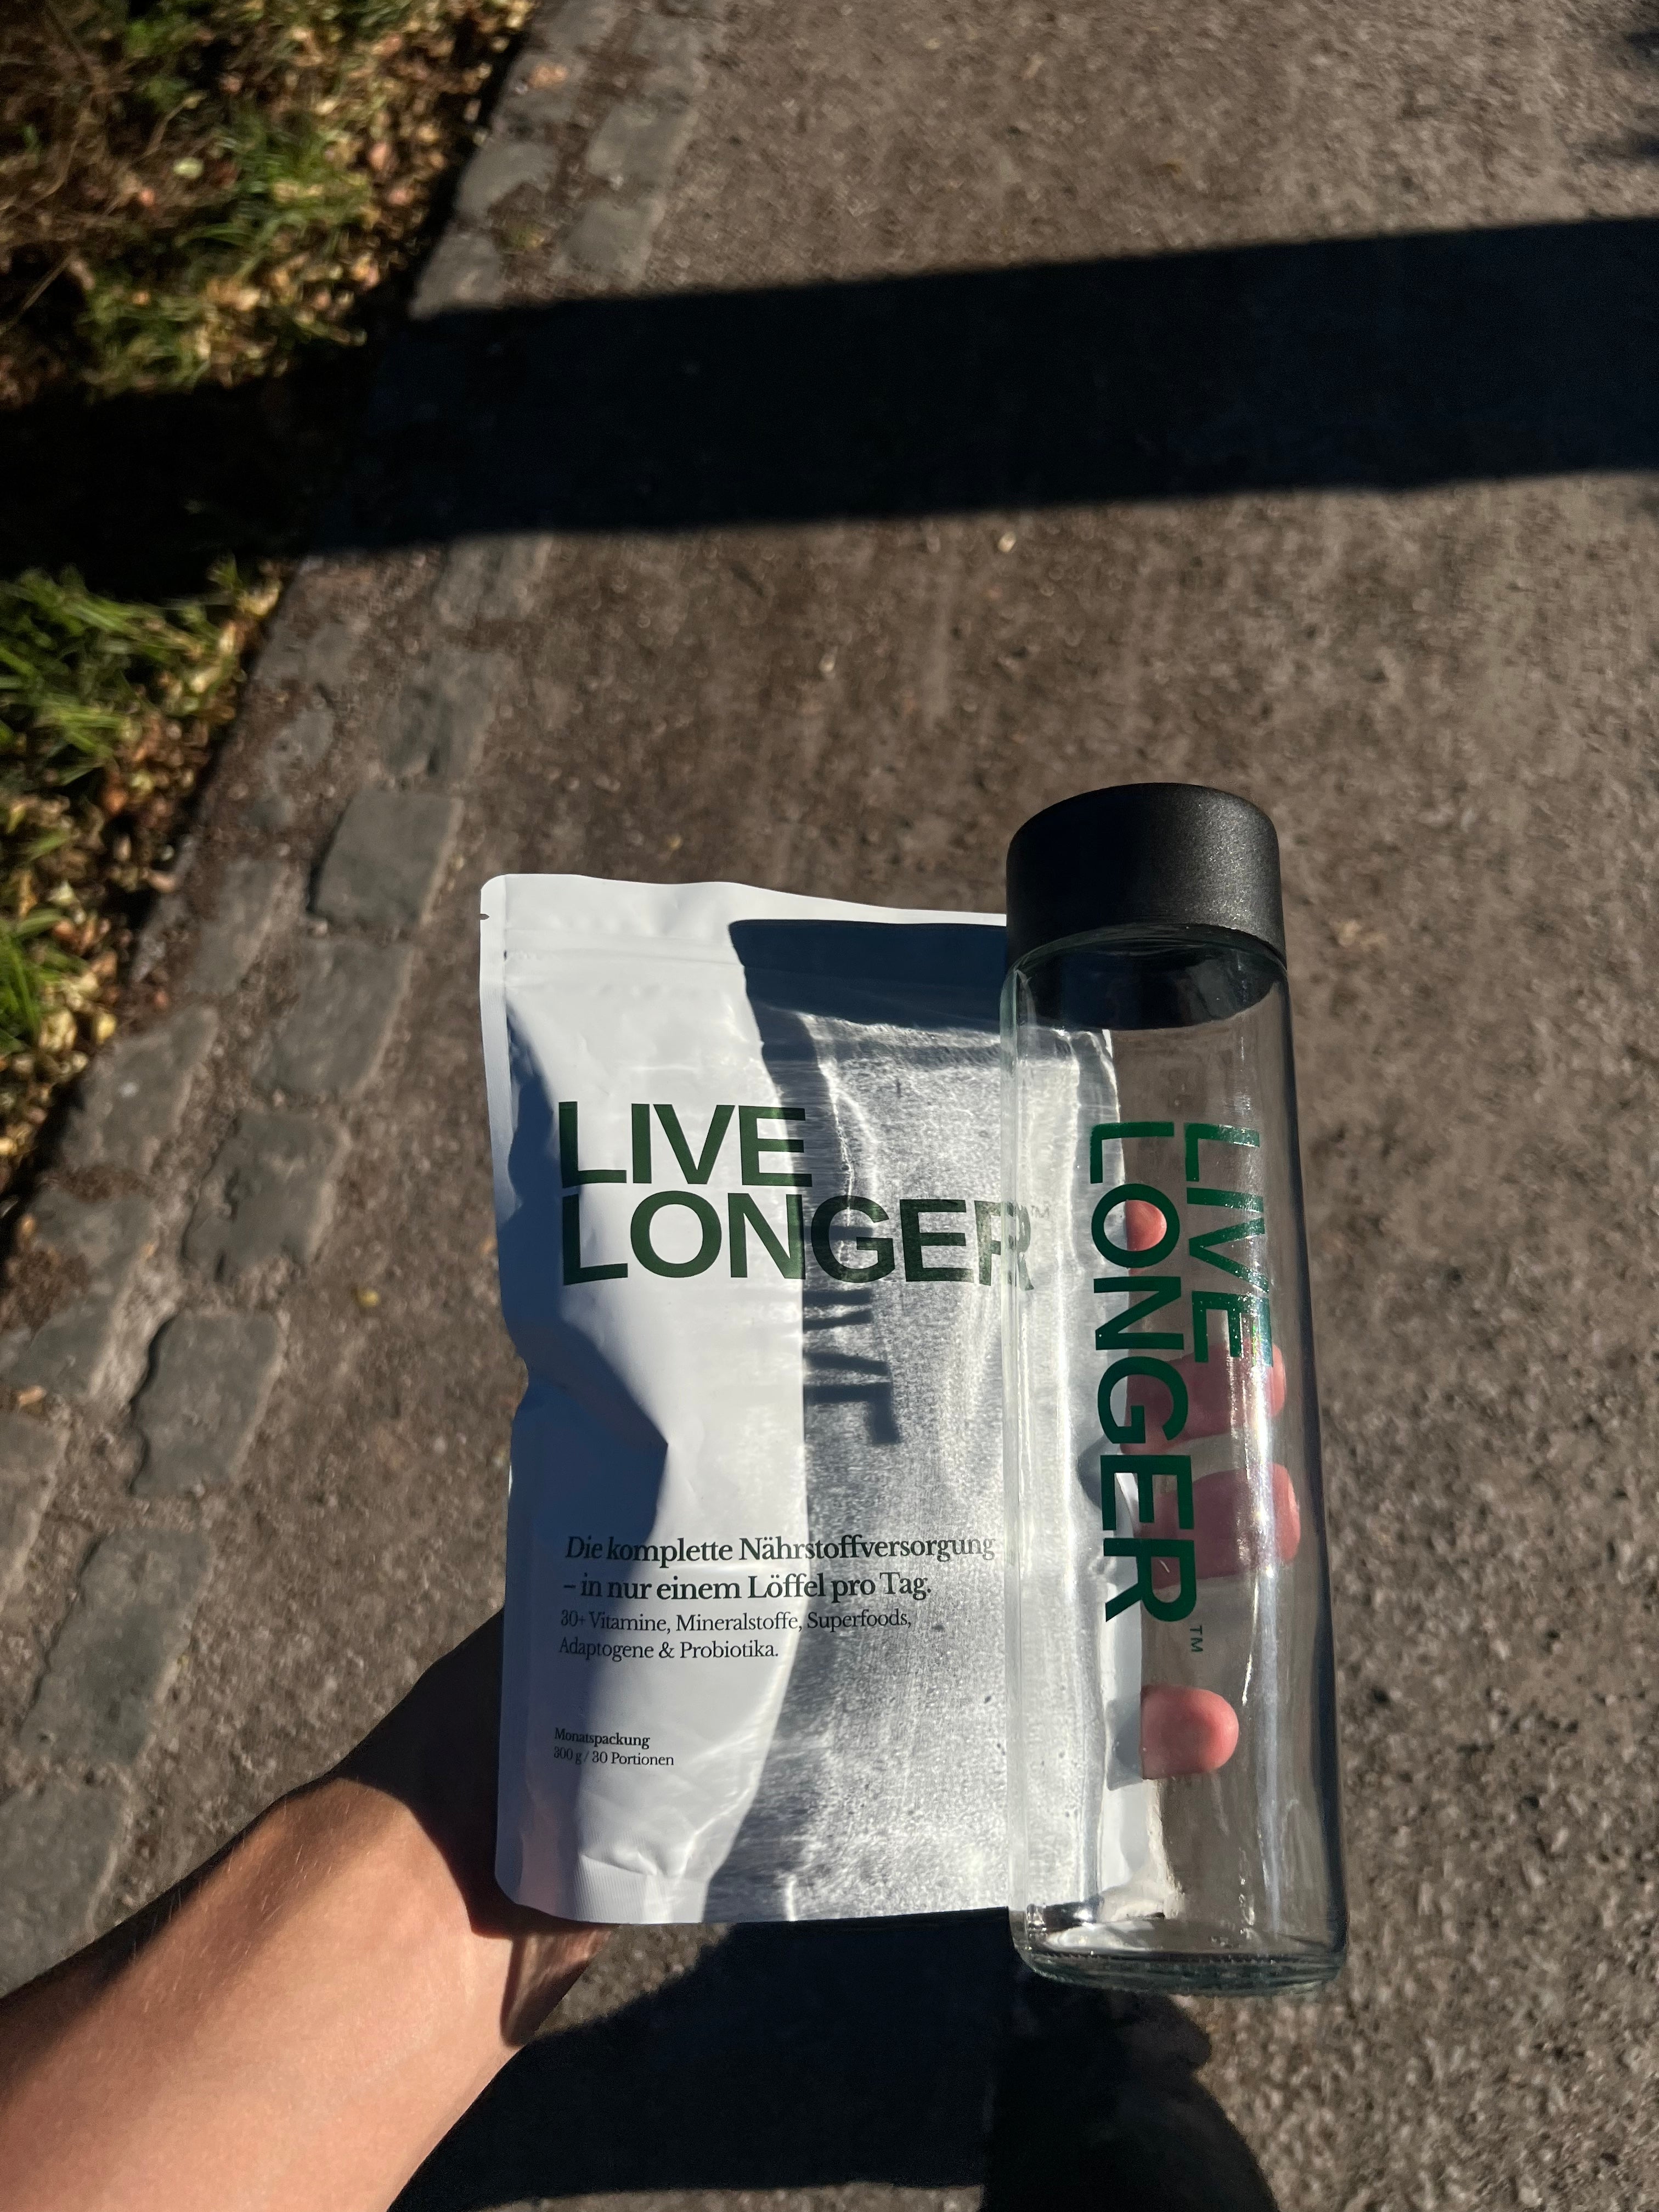 LIVE
LONGER™
Die komplette Nährstoffversorgung
– in nur einem Löffel pro Tag.
30+ Vitamine, Mineralstoffe, Superfoods,
Adaptogene & Probiotika.
Monatspackung
300 g / 30 Portionen
LIVE
LONGER™